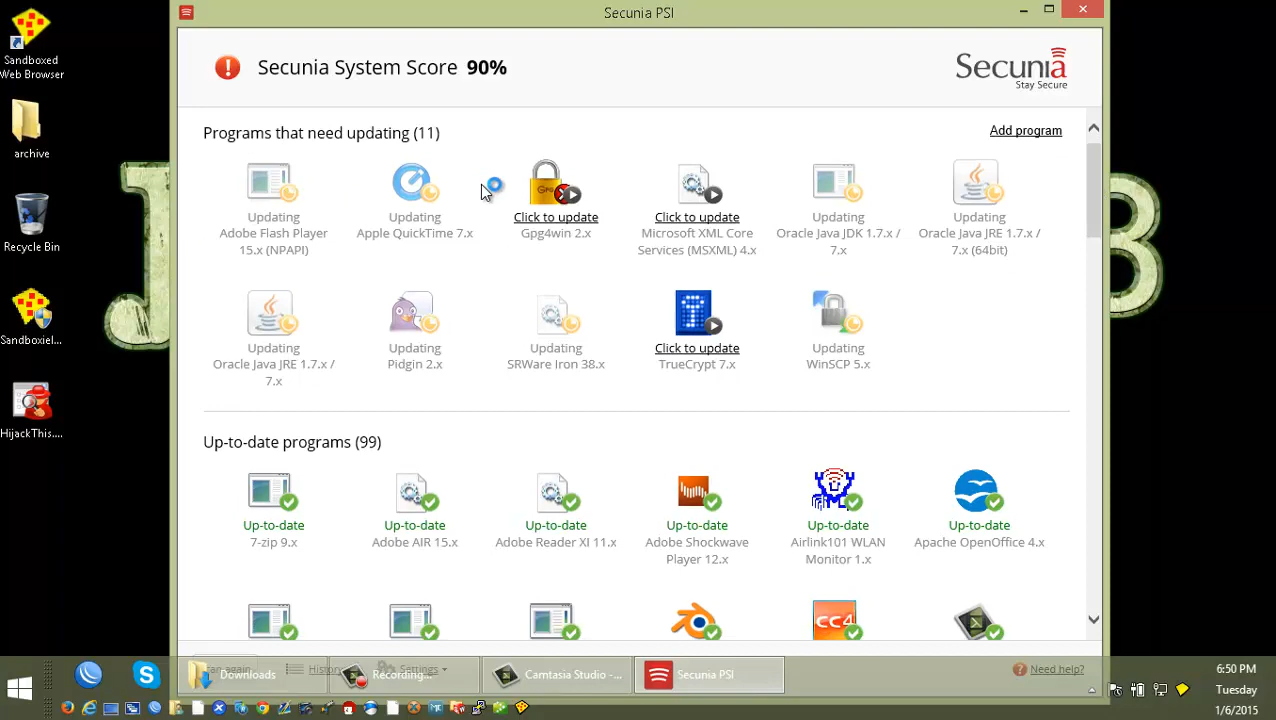 Secunia PSI
Sandboxed
Web Browser
archive
Recycle Bin
Sandboxiel...
HijackThis....
J
B
Secunia System Score 90%
Secunia
Stay Secure
Programs that need updating (11)
Add program
Updating
Adobe Flash Player
15.x (NPAPI)
Updating
Apple QuickTime 7.x
Click to update
Gpg4win 2.x
Click to update
Microsoft XML Core
Services (MSXML) 4.x
Updating
Oracle Java JDK 1.7.x /
7.x
Updating
Oracle Java JRE 1.7.x /
7.x (64bit)
Updating
Oracle Java JRE 1.7.x /
7.x
Updating
Pidgin 2.x
Updating
SRWare Iron 38.x
Click to update
TrueCrypt 7.x
Updating
WinSCP 5.x
Up-to-date programs (99)
Up-to-date
7-zip 9.x
Up-to-date
Adobe AIR 15.x
Up-to-date
Adobe Reader XI 11.x
Up-to-date
Adobe Shockwave
Player 12.x
Up-to-date
Airlink101 WLAN
Monitor 1.x
Up-to-date
Apache OpenOffice 4.x
CC4
History
Settings
Need help?
Downloads
Recording...
Camtasia Studio -...
Secunia PSI
6:50 PM
Tuesday
1/6/2015